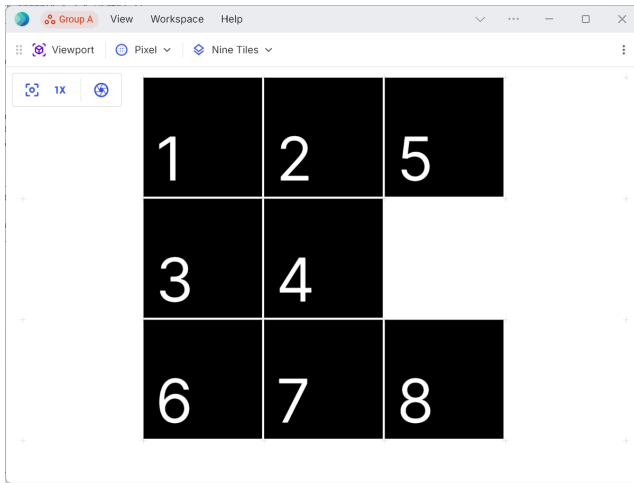 Group A View Workspace Help
Viewport Pixel Nine Tiles
1X
1 2 5
3 4
6 7 8